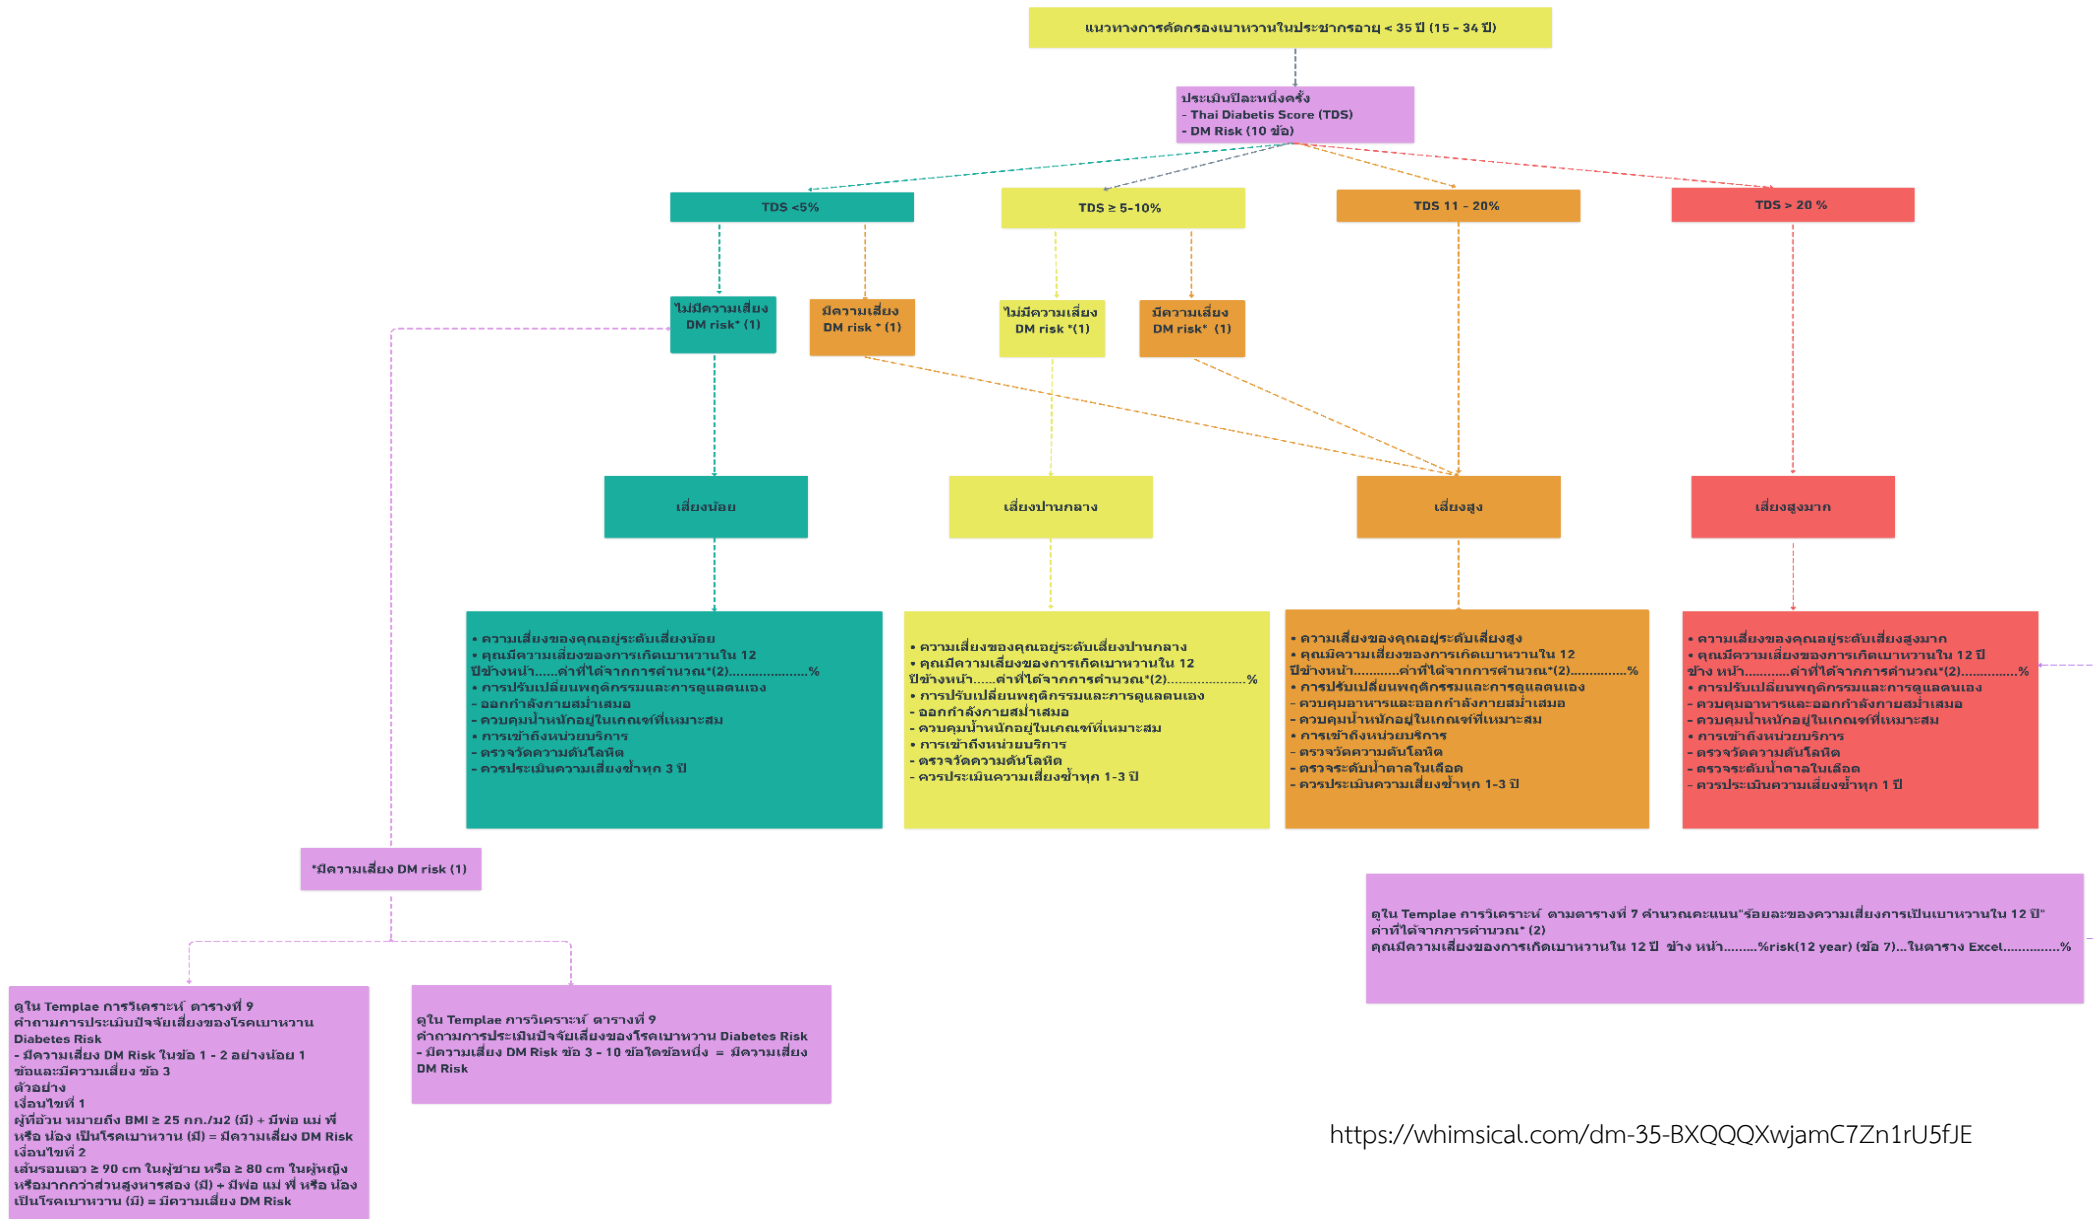 แนวทางการคัดกรองเบาหวานในประชากรอายุ < 35 ปี (15 - 34 ปี)
ประเมินปีละหนึ่งครั้ง
- Thai Diabetis Score (TDS)
- DM Risk (10 ข้อ)
TDS <5%
TDS ≥ 5-10%
TDS 11 - 20%
TDS > 20 %
ไม่มีความเสี่ยง
DM risk* (1)
มีความเสี่ยง
DM risk * (1)
ไม่มีความเสี่ยง
DM risk *(1)
มีความเสี่ยง
DM risk* (1)
เสี่ยงน้อย
เสี่ยงปานกลาง
เสี่ยงสูง
เสี่ยงสูงมาก
• ความเสี่ยงของคุณอยู่ระดับเสี่ยงน้อย
• คุณมีความเสี่ยงของการเกิดเบาหวานใน 12
ปีข้างหน้า......ค่าที่ได้จากการคำนวณ*(2)...................%
• การปรับเปลี่ยนพฤติกรรมและการดูแลตนเอง
- ออกกำลังกายสม่ำเสมอ
- ควบคุมน้ำหนักอยู่ในเกณฑ์ที่เหมาะสม
• การเข้าถึงหน่วยบริการ
- ตรวจวัดความดันโลหิต
- ควรประเมินความเสี่ยงซ้ำทุก 3 ปี
• ความเสี่ยงของคุณอยู่ระดับเสี่ยงปานกลาง
• คุณมีความเสี่ยงของการเกิดเบาหวานใน 12
ปีข้างหน้า......ค่าที่ได้จากการคำนวณ*(2)...................%
• การปรับเปลี่ยนพฤติกรรมและการดูแลตนเอง
- ออกกำลังกายสม่ำเสมอ
- ควบคุมน้ำหนักอยู่ในเกณฑ์ที่เหมาะสม
• การเข้าถึงหน่วยบริการ
- ตรวจวัดความดันโลหิต
- ควรประเมินความเสี่ยงซ้ำทุก 1-3 ปี
• ความเสี่ยงของคุณอยู่ระดับเสี่ยงสูง
• คุณมีความเสี่ยงของการเกิดเบาหวานใน 12
ปีข้างหน้า...........ค่าที่ได้จากการคำนวณ*(2)..............%
• การปรับเปลี่ยนพฤติกรรมและการดูแลตนเอง
- ควบคุมอาหารและออกกำลังกายสม่ำเสมอ
- ควบคุมน้ำหนักอยู่ในเกณฑ์ที่เหมาะสม
• การเข้าถึงหน่วยบริการ
- ตรวจวัดความดันโลหิต
- ตรวจระดับน้ำตาลในเลือด
- ควรประเมินความเสี่ยงซ้ำทุก 1-3 ปี
• ความเสี่ยงของคุณอยู่ระดับเสี่ยงสูงมาก
• คุณมีความเสี่ยงของการเกิดเบาหวานใน 12 ปี
ข้าง หน้า...........ค่าที่ได้จากการคำนวณ*(2)..............%
• การปรับเปลี่ยนพฤติกรรมและการดูแลตนเอง
- ควบคุมอาหารและออกกำลังกายสม่ำเสมอ
- ควบคุมน้ำหนักอยู่ในเกณฑ์ที่เหมาะสม
• การเข้าถึงหน่วยบริการ
- ตรวจวัดความดันโลหิต
- ตรวจระดับน้ำตาลในเลือด
- ควรประเมินความเสี่ยงซ้ำทุก 1 ปี
*มีความเสี่ยง DM risk (1)
ดูใน Templae การวิเคราะห์ ตามตารางที่ 7 คำนวณคะแนน"ร้อยละของความเสี่ยงการเป็นเบาหวานใน 12 ปี"
ค่าที่ได้จากการคำนวณ* (2)
คุณมีความเสี่ยงของการเกิดเบาหวานใน 12 ปี ข้าง หน้า.........%risk(12 year) (ข้อ 7)...ในตาราง Excel..............%
ดูใน Templae การวิเคราะห์ ตารางที่ 9
คำถามการประเมินปัจจัยเสี่ยงของโรคเบาหวาน
Diabetes Risk
- มีความเสี่ยง DM Risk ในข้อ 1 - 2 อย่างน้อย 1
ข้อและมีความเสี่ยง ข้อ 3
ตัวอย่าง
เงื่อนไขที่ 1
ผู้ที่อ้วน หมายถึง BMI ≥ 25 กก./ม2 (มี) + มีพ่อ แม่ พี่
หรือ น้อง เป็นโรคเบาหวาน (มี) = มีความเสี่ยง DM Risk
เงื่อนไขที่ 2
เส้นรอบเอว ≥ 90 cm ในผู้ชาย หรือ ≥ 80 cm ในผู้หญิง
หรือมากกว่าส่วนสูงหารสอง (มี) + มีพ่อ แม่ พี่ หรือ น้อง
เป็นโรคเบาหวาน (มี) = มีความเสี่ยง DM Risk
ดูใน Templae การวิเคราะห์ ตารางที่ 9
คำถามการประเมินปัจจัยเสี่ยงของโรคเบาหวาน Diabetes Risk
- มีความเสี่ยง DM Risk ข้อ 3 - 10 ข้อใดข้อหนึ่ง = มีความเสี่ยง
DM Risk
https://whimsical.com/dm-35-BXQQQXwjamC7Zn1rU5fJE